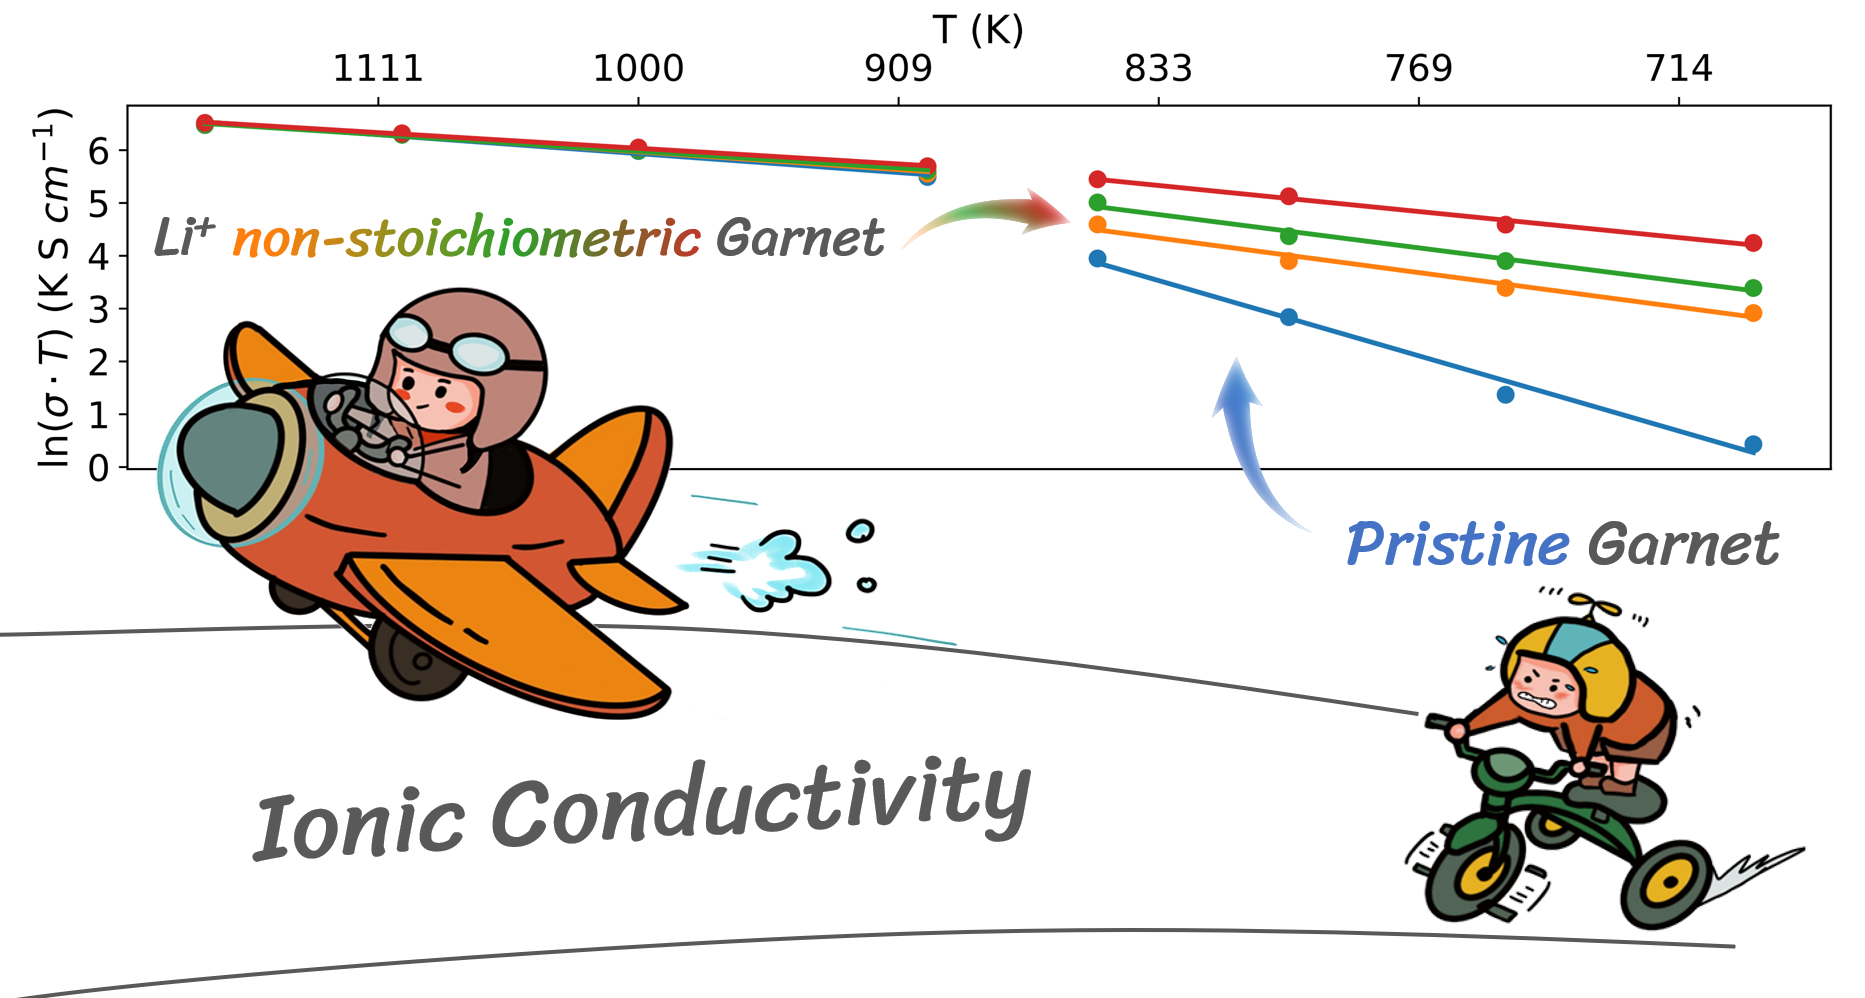 T (K)
1111 1000 909 833 769 714
ln(σ · T) (K S cm⁻¹)
6
5
4
3
2
1
0
Li⁺ non-stoichiometric Garnet
Pristine Garnet
Ionic Conductivity